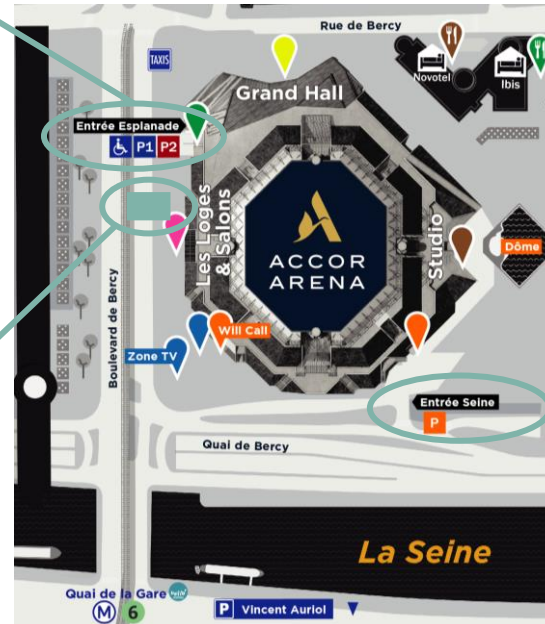 Rue de Bercy
TAXIS
Novotel
Ibis
Grand Hall
Entrée Esplanade
P1 P2
Les Loges
& Salons
ACCOR
ARENA
Studio
Dôme
Boulevard de Bercy
Will Call
Zone TV
Entrée Seine
P
Quai de Bercy
La Seine
Quai de la Gare
M 6
P Vincent Auriol